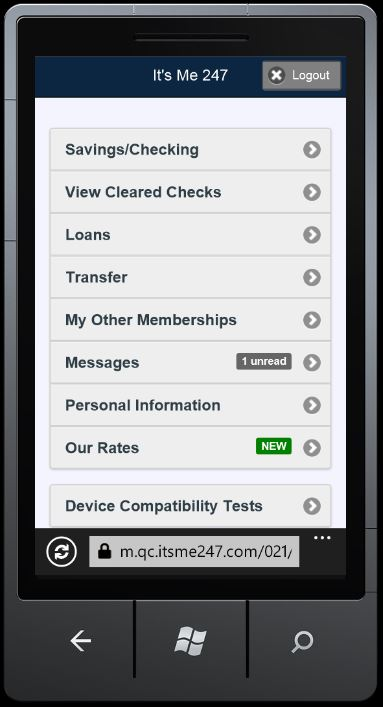 It's Me 247
Logout
Savings/Checking
View Cleared Checks
Loans
Transfer
My Other Memberships
Messages 1 unread
Personal Information
Our Rates NEW
Device Compatibility Tests
m.qc.itsme247.com/021/